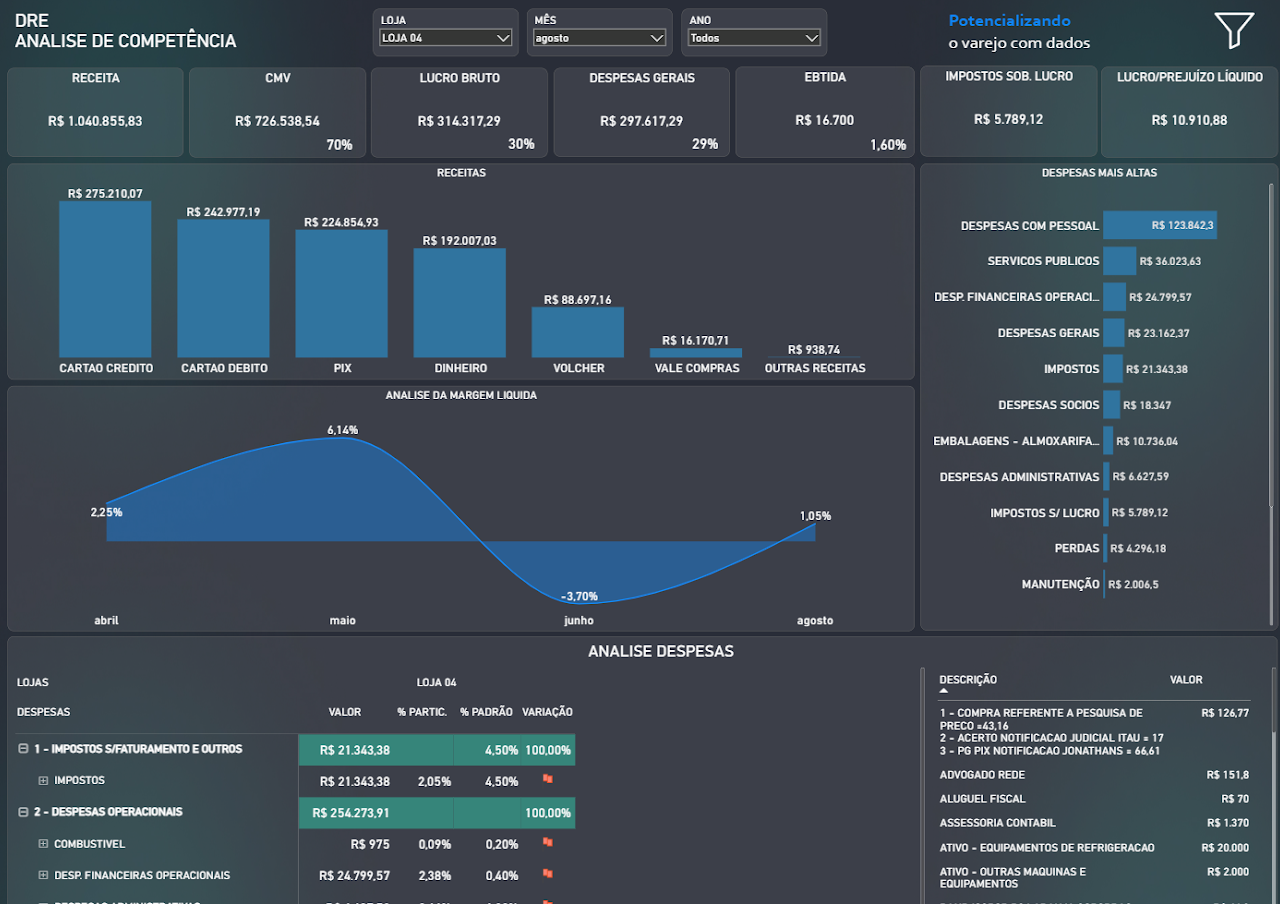 DRE
ANALISE DE COMPETÊNCIA
LOJA
LOJA 04
MÊS
agosto
ANO
Todos
Potencializando
o varejo com dados
RECEITA
R$ 1.040.855,83
CMV
R$ 726.538,54
70%
LUCRO BRUTO
R$ 314.317,29
30%
DESPESAS GERAIS
R$ 297.617,29
29%
EBTIDA
R$ 16.700
1,60%
IMPOSTOS SOB. LUCRO
R$ 5.789,12
LUCRO/PREJUÍZO LÍQUIDO
R$ 10.910,88
RECEITAS
R$ 275.210,07
R$ 242.977,19
R$ 224.854,93
R$ 192.007,03
R$ 88.697,16
R$ 16.170,71
R$ 938,74
CARTAO CREDITO
CARTAO DEBITO
PIX
DINHEIRO
VOLCHER
VALE COMPRAS
OUTRAS RECEITAS
DESPESAS MAIS ALTAS
DESPESAS COM PESSOAL R$ 123.842,3
SERVICOS PUBLICOS R$ 36.023,63
DESP. FINANCEIRAS OPERACI... R$ 24.799,57
DESPESAS GERAIS R$ 23.162,37
IMPOSTOS R$ 21.343,38
DESPESAS SOCIOS R$ 18.347
EMBALAGENS - ALMOXARIFA... R$ 10.736,04
DESPESAS ADMINISTRATIVAS R$ 6.627,59
IMPOSTOS S/ LUCRO R$ 5.789,12
PERDAS R$ 4.296,18
MANUTENÇÃO R$ 2.006,5
ANALISE DA MARGEM LIQUIDA
2,25%
6,14%
-3,70%
1,05%
abril
maio
junho
agosto
ANALISE DESPESAS
LOJAS LOJA 04
DESPESAS VALOR % PARTIC. % PADRÃO VARIAÇÃO
1 - IMPOSTOS S/FATURAMENTO E OUTROS R$ 21.343,38 4,50% 100,00%
IMPOSTOS R$ 21.343,38 2,05% 4,50%
2 - DESPESAS OPERACIONAIS R$ 254.273,91 100,00%
COMBUSTIVEL R$ 975 0,09% 0,20%
DESP. FINANCEIRAS OPERACIONAIS R$ 24.799,57 2,38% 0,40%
DESCRIÇÃO VALOR
1 - COMPRA REFERENTE A PESQUISA DE R$ 126,77
PRECO =43,16
2 - ACERTO NOTIFICACAO JUDICIAL ITAU = 17
3 - PG PIX NOTIFICACAO JONATHANS = 66,61
ADVOGADO REDE R$ 151,8
ALUGUEL FISCAL R$ 70
ASSESSORIA CONTABIL R$ 1.370
ATIVO - EQUIPAMENTOS DE REFRIGERACAO R$ 20.000
ATIVO - OUTRAS MAQUINAS E R$ 2.000
EQUIPAMENTOS